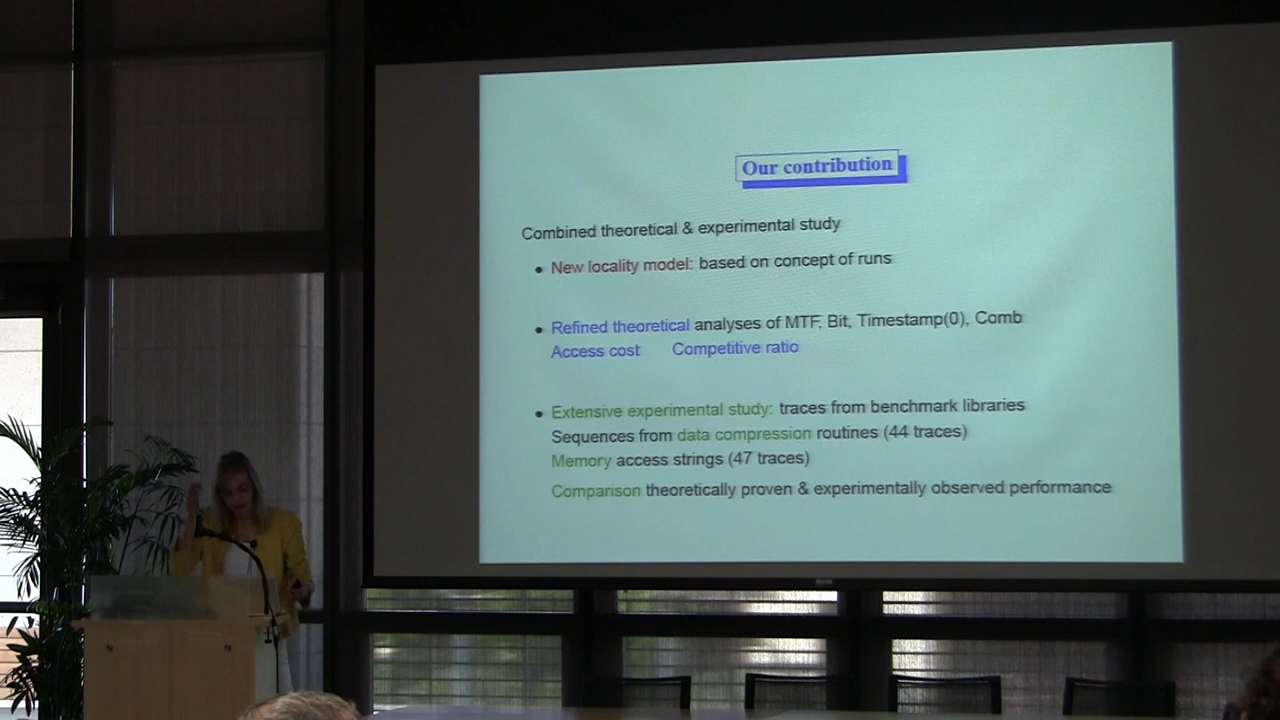 Our contribution
Combined theoretical & experimental study
• New locality model: based on concept of runs
• Refined theoretical analyses of MTF, Bit, Timestamp(0), Comb
Access cost Competitive ratio
• Extensive experimental study: traces from benchmark libraries
Sequences from data compression routines (44 traces)
Memory access strings (47 traces)
Comparison theoretically proven & experimentally observed performance